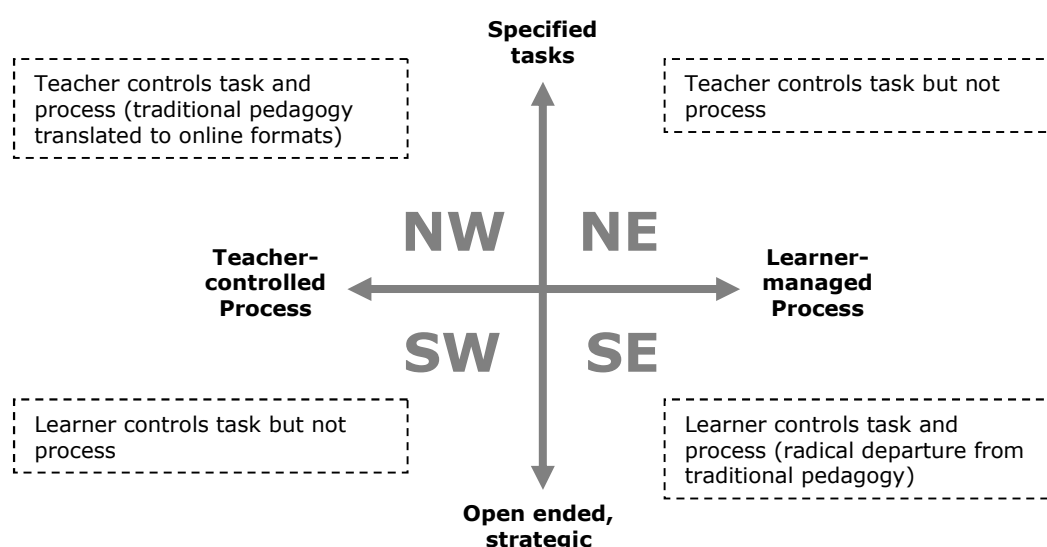 Specified
tasks
Teacher controls task and
process (traditional pedagogy
translated to online formats)
Teacher controls task but not
process
NW
NE
Teacher-
controlled
Process
Learner-
managed
Process
SW
SE
Learner controls task but not
process
Learner controls task and
process (radical departure from
traditional pedagogy)
Open ended,
strategic